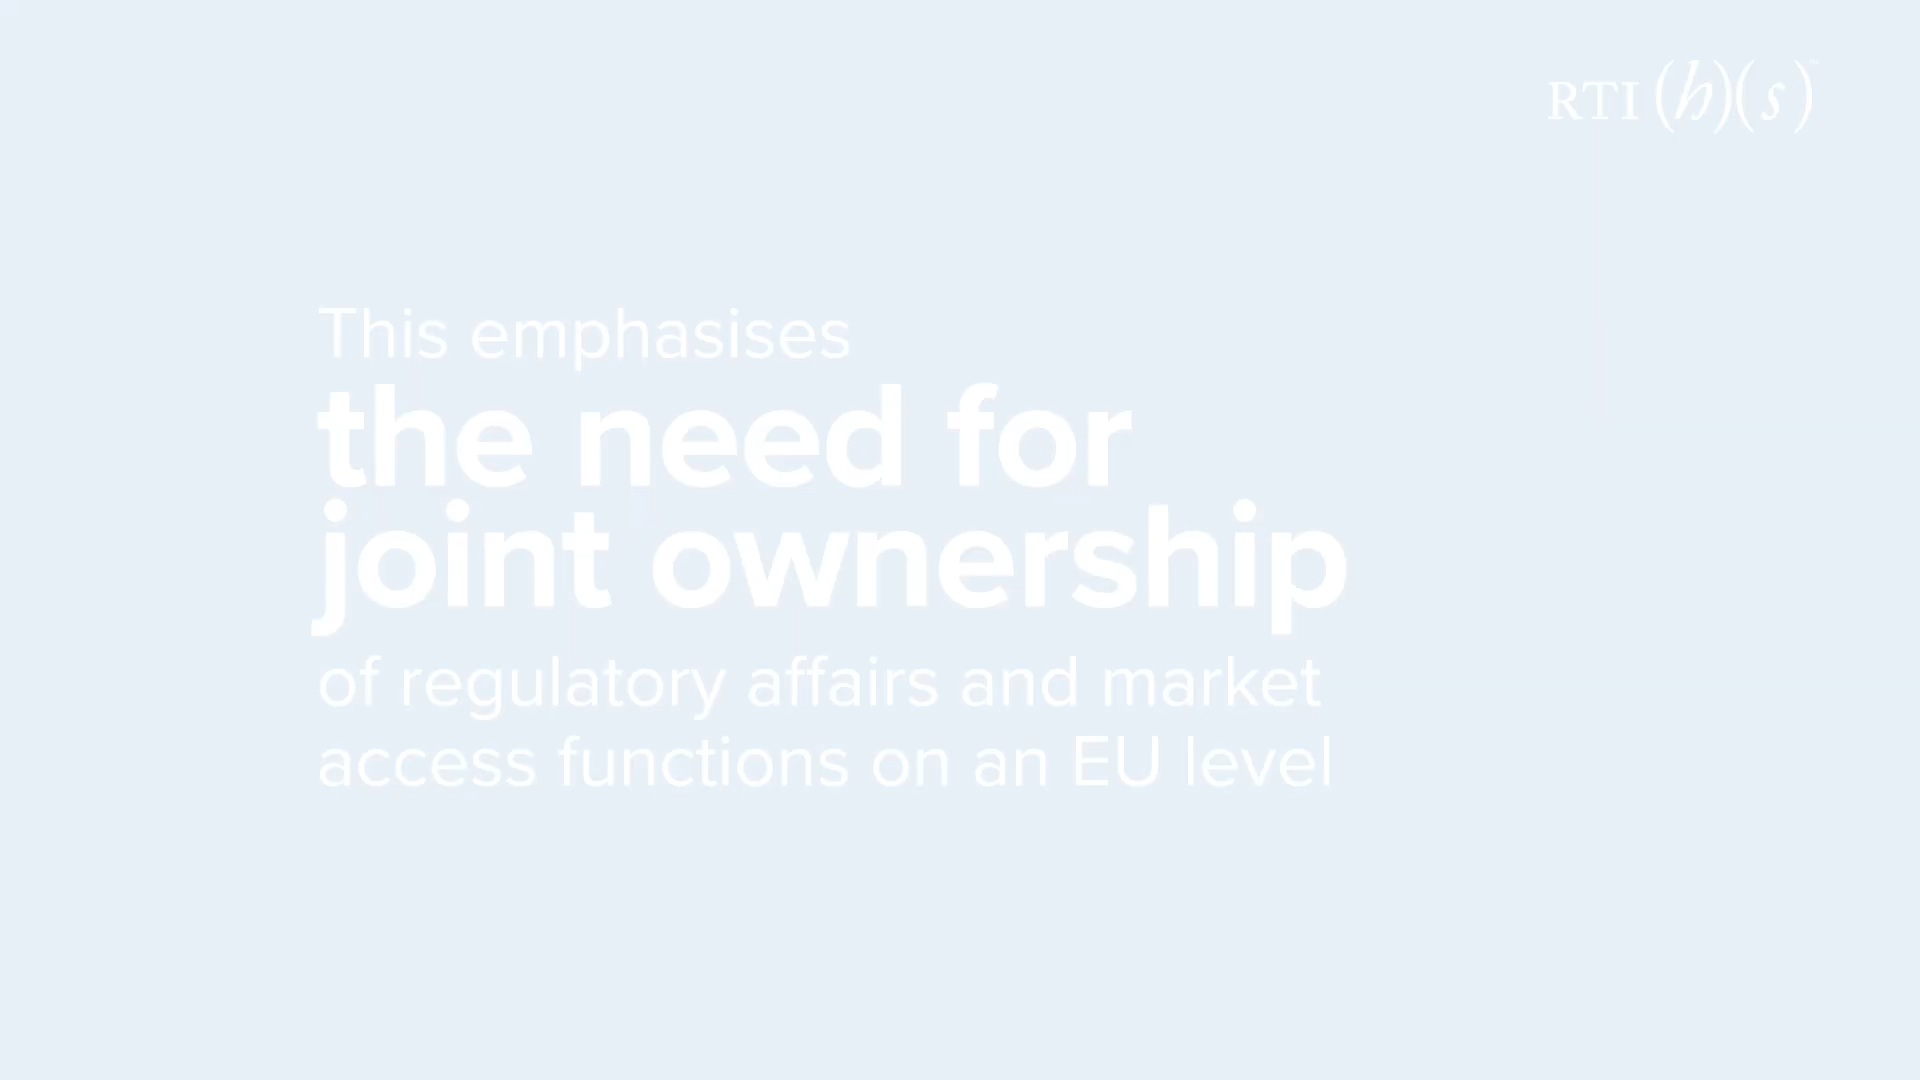 RTI (h)(s)™
This emphasises
the need for
joint ownership
of regulatory affairs and market
access functions on an EU level